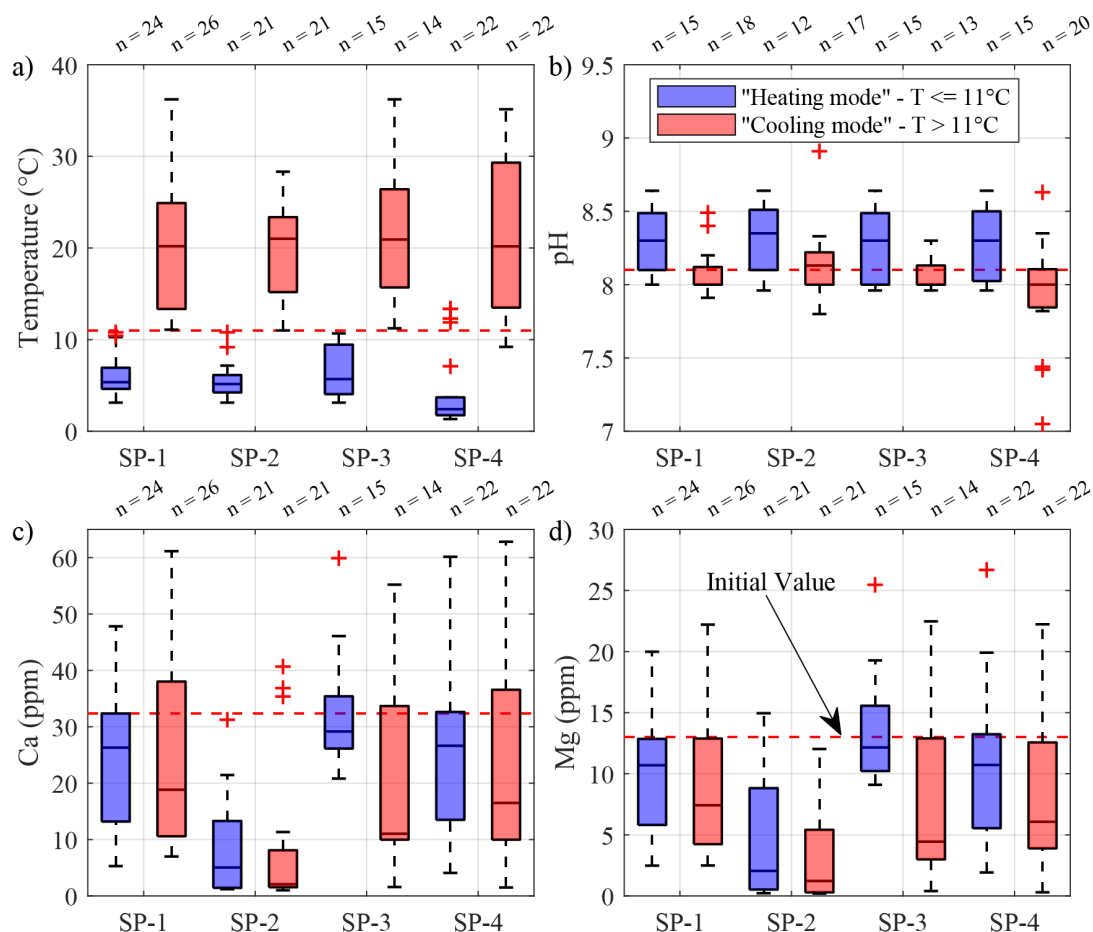 n = 24 n = 26 n = 21 n = 21 n = 15 n = 14 n = 22 n = 22
a)
40
30
20
10
0
Temperature (°C)
SP-1 SP-2 SP-3 SP-4
n = 15 n = 18 n = 12 n = 17 n = 15 n = 13 n = 15 n = 20
b)
"Heating mode" - T <= 11°C
"Cooling mode" - T > 11°C
9.5
9
8.5
8
7.5
7
pH
SP-1 SP-2 SP-3 SP-4
n = 24 n = 26 n = 21 n = 21 n = 15 n = 14 n = 22 n = 22
c)
60
50
40
30
20
10
0
Ca (ppm)
SP-1 SP-2 SP-3 SP-4
n = 24 n = 26 n = 21 n = 21 n = 15 n = 14 n = 22 n = 22
d)
Initial Value
30
25
20
15
10
5
0
Mg (ppm)
SP-1 SP-2 SP-3 SP-4